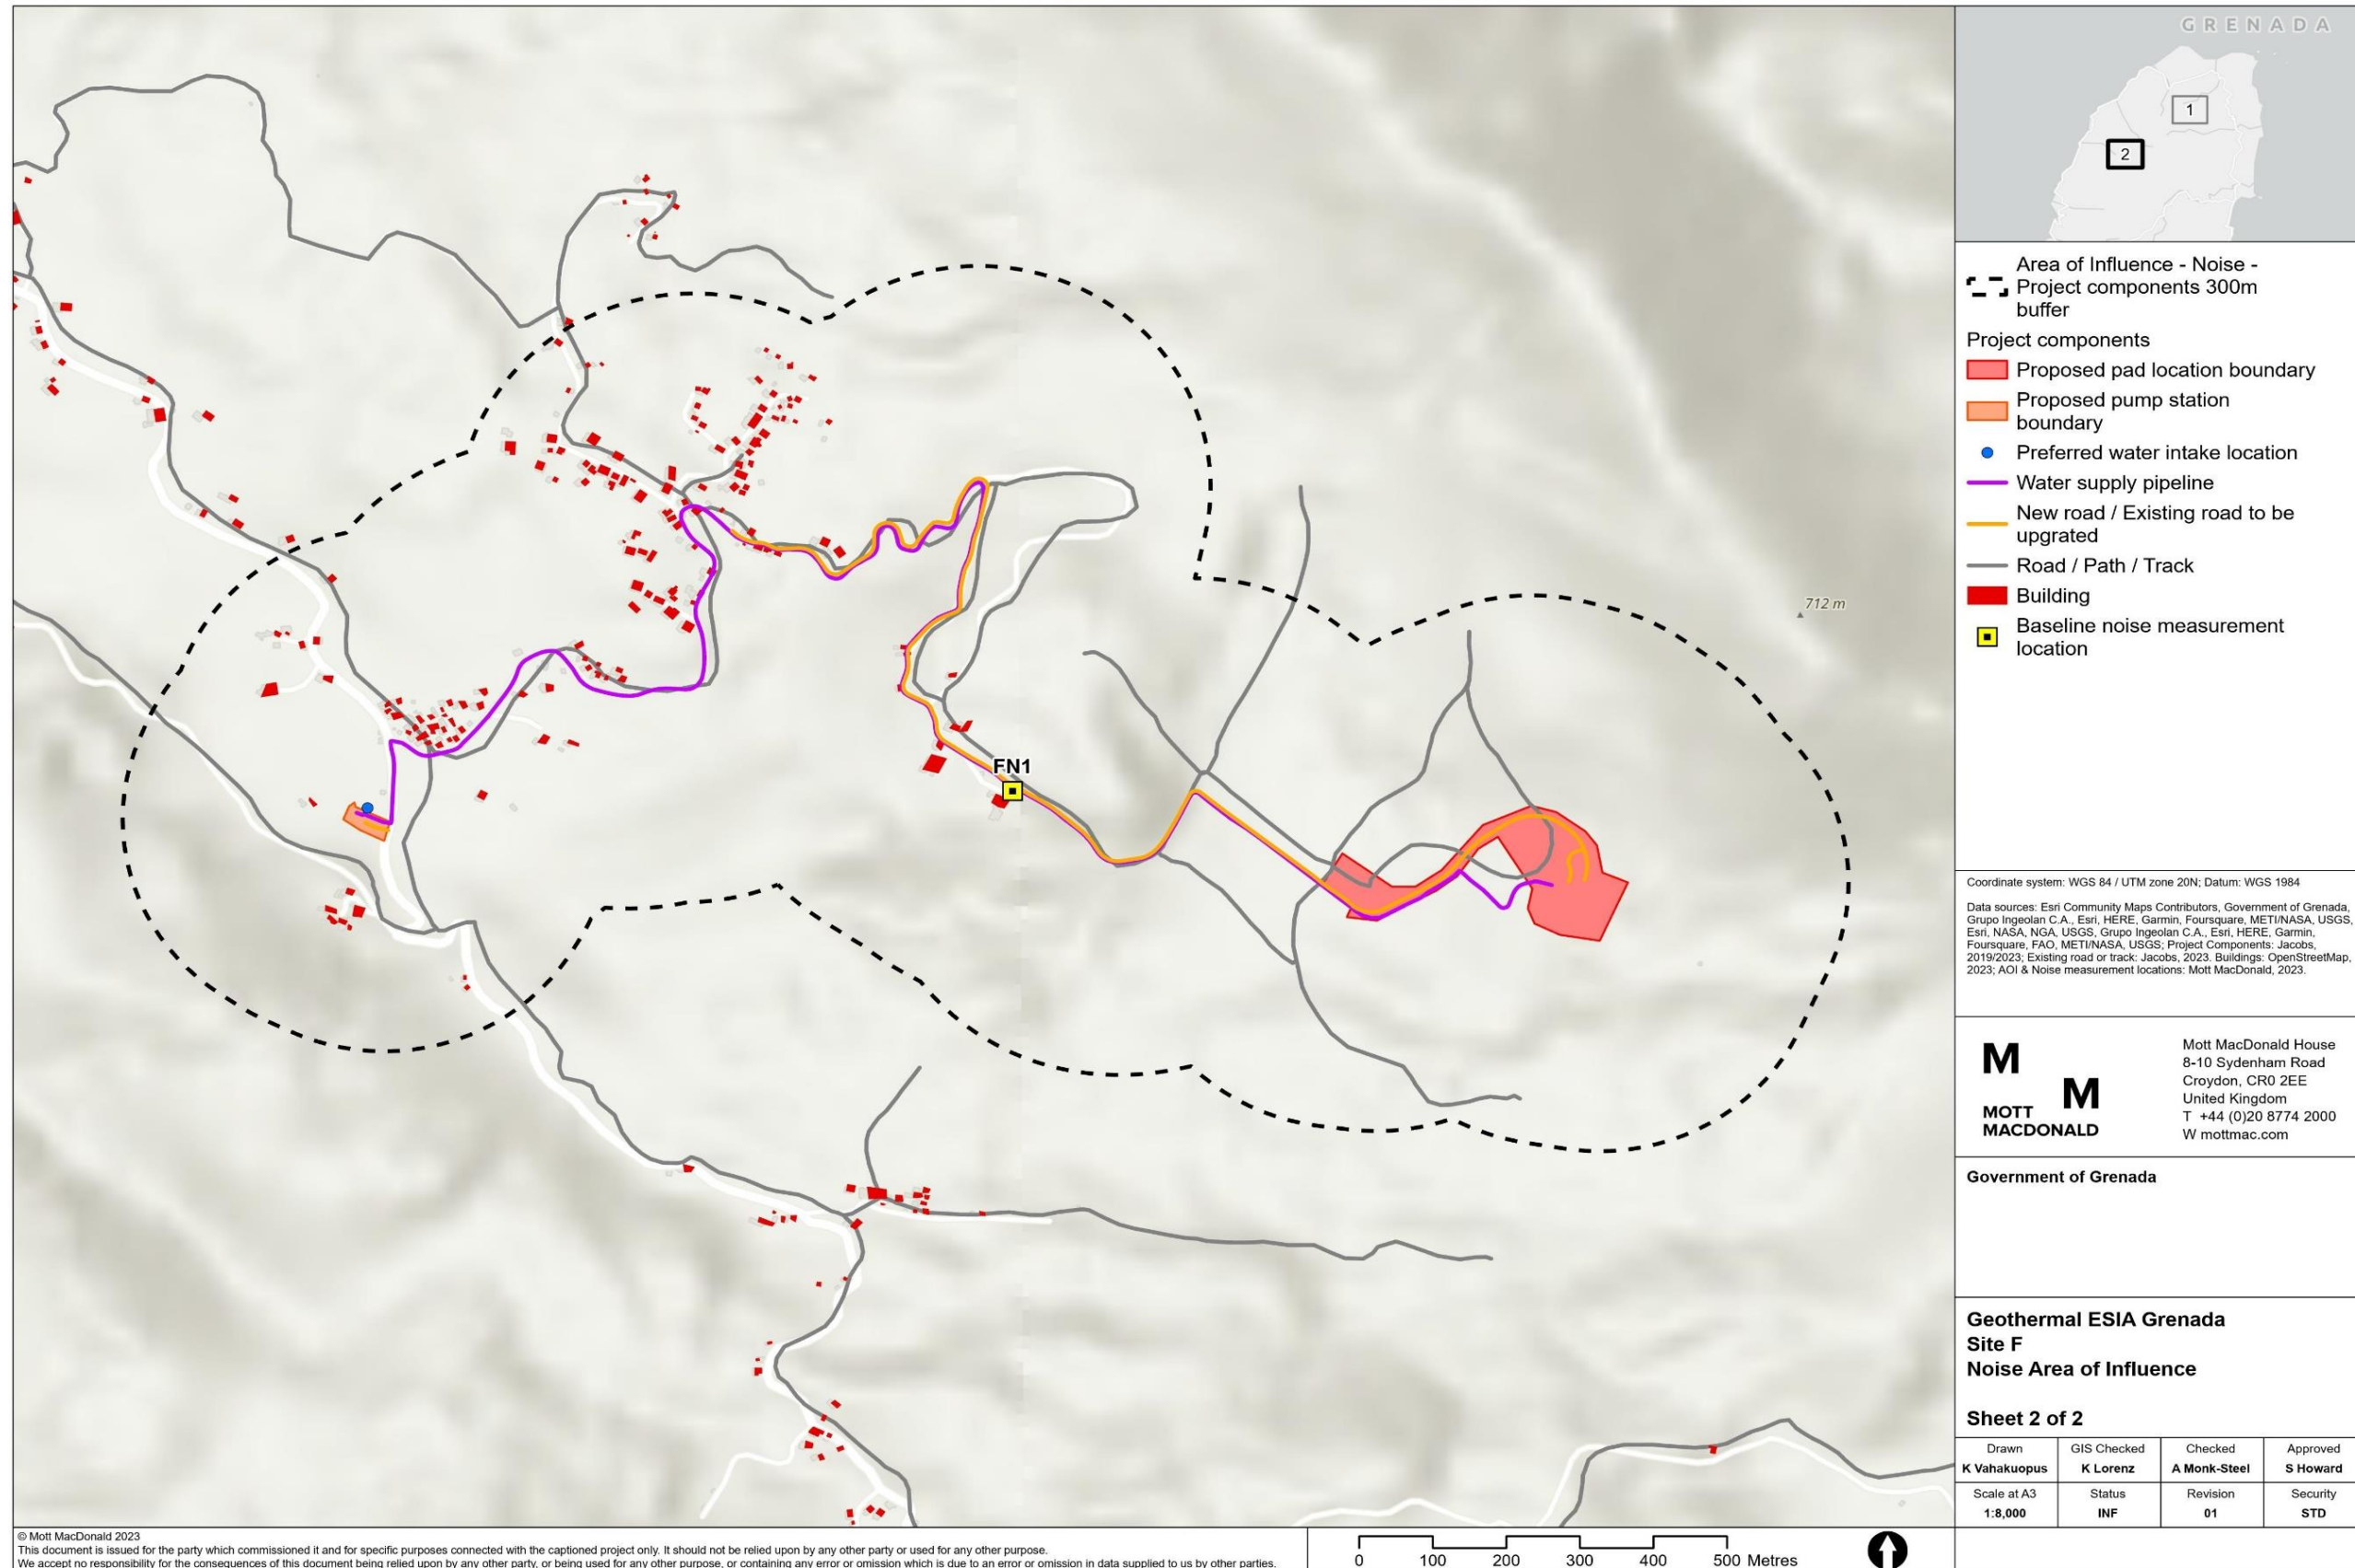 GRENADA
1
2
Area of Influence - Noise -
Project components 300m
buffer
Project components
Proposed pad location boundary
Proposed pump station
boundary
Preferred water intake location
Water supply pipeline
New road / Existing road to be
upgrated
Road / Path / Track
Building
Baseline noise measurement
location
712 m
FN1
Coordinate system: WGS 84 / UTM zone 20N; Datum: WGS 1984
Data sources: Esri Community Maps Contributors, Government of Grenada,
Grupo Ingeolan C.A., Esri, HERE, Garmin, Foursquare, METI/NASA, USGS,
Esri, NASA, NGA, USGS, Grupo Ingeolan C.A., Esri, HERE, Garmin,
Foursquare, FAO, METI/NASA, USGS; Project Components: Jacobs,
2019/2023; Existing road or track: Jacobs, 2023. Buildings: OpenStreetMap,
2023; AOI & Noise measurement locations: Mott MacDonald, 2023.
M
M
MOTT
MACDONALD
Mott MacDonald House
8-10 Sydenham Road
Croydon, CR0 2EE
United Kingdom
T +44 (0)20 8774 2000
W mottmac.com
Government of Grenada
Geothermal ESIA Grenada
Site F
Noise Area of Influence
Sheet 2 of 2
Drawn GIS Checked Checked Approved
K Vahakuopus K Lorenz A Monk-Steel S Howard
Scale at A3 Status Revision Security
1:8,000 INF 01 STD
© Mott MacDonald 2023
This document is issued for the party which commissioned it and for specific purposes connected with the captioned project only. It should not be relied upon by any other party or used for any other purpose.
We accept no responsibility for the consequences of this document being relied upon by any other party, or being used for any other purpose, or containing any error or omission which is due to an error or omission in data supplied to us by other parties.
0 100 200 300 400 500 Metres